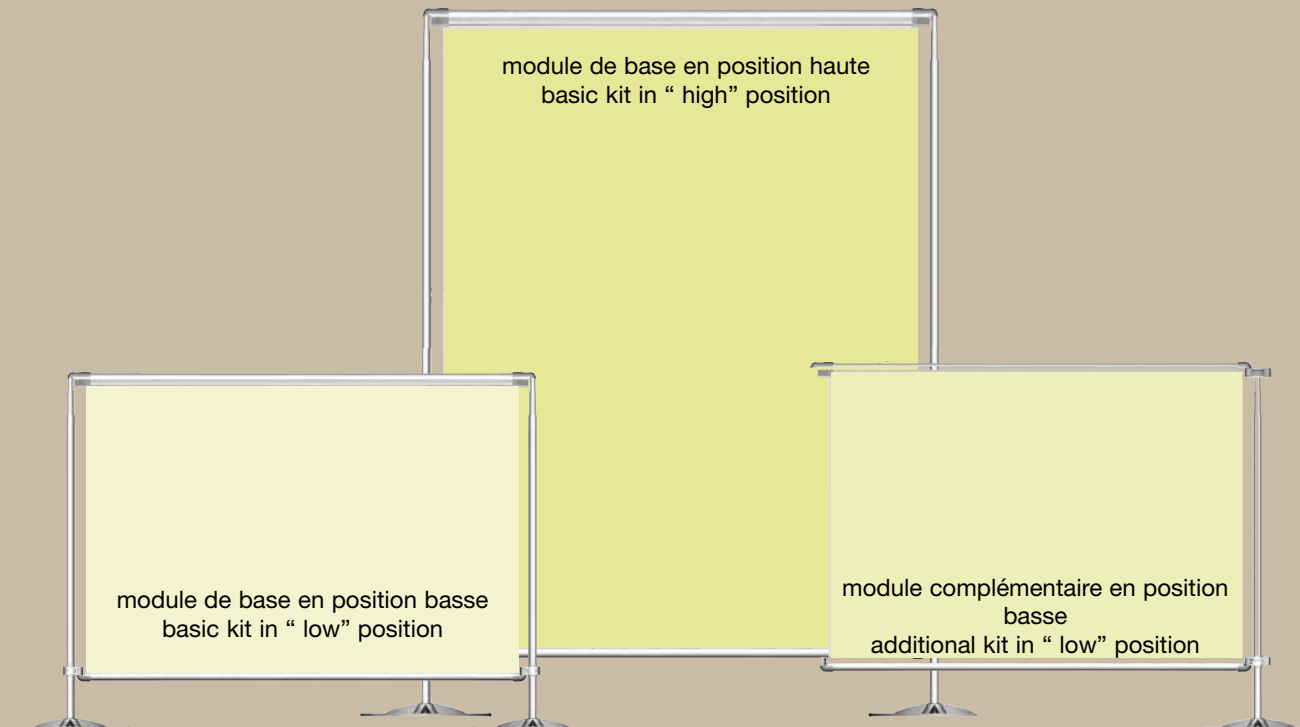 module de base en position haute
basic kit in “ high” position
module de base en position basse
basic kit in “ low” position
module complémentaire en position
basse
additional kit in “ low” position